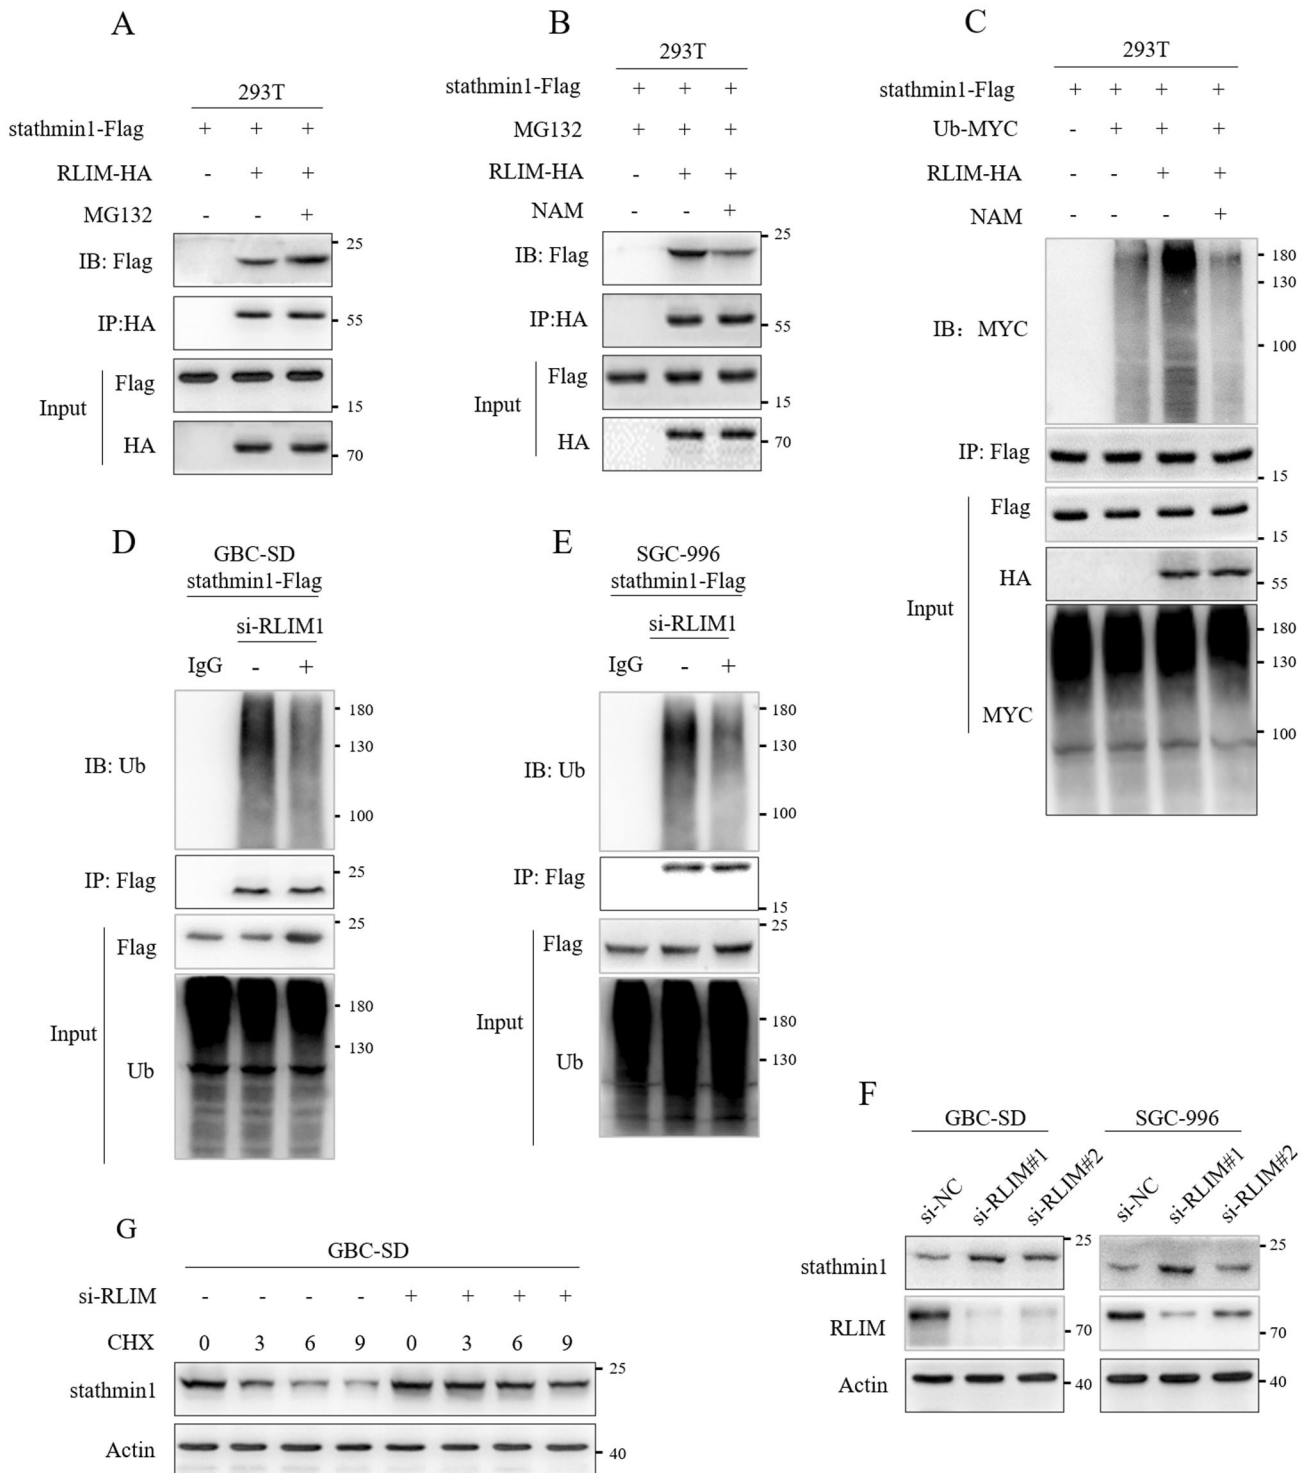 A
293T
stathmin1-Flag + + +
RLIM-HA - + +
MG132 - - +
IB: Flag 25
IP:HA 55
Input
Flag 15
HA 70
B
293T
stathmin1-Flag + + +
MG132 + + +
RLIM-HA - + +
NAM - - +
IB: Flag 25
IP:HA 55
Input
Flag 15
HA 70
C
293T
stathmin1-Flag + + + +
Ub-MYC - + + +
RLIM-HA - - + +
NAM - - - +
IB: MYC
180
130
100
IP: Flag 15
Input
Flag 15
HA 55
MYC
180
130
100
D
GBC-SD
stathmin1-Flag
si-RLIM1
IgG - +
IB: Ub
180
130
100
IP: Flag 25
Input
Flag 25
Ub
180
130
E
SGC-996
stathmin1-Flag
si-RLIM1
IgG - +
IB: Ub
180
130
100
IP: Flag 15
Input
Flag 25
Ub
180
130
F
GBC-SD SGC-996
si-NC si-RLIM#1 si-RLIM#2 si-NC si-RLIM#1 si-RLIM#2
stathmin1 25 25
RLIM 70 70
Actin 40 40
G
GBC-SD
si-RLIM - - - - + + + +
CHX 0 3 6 9 0 3 6 9
stathmin1 25
Actin 40